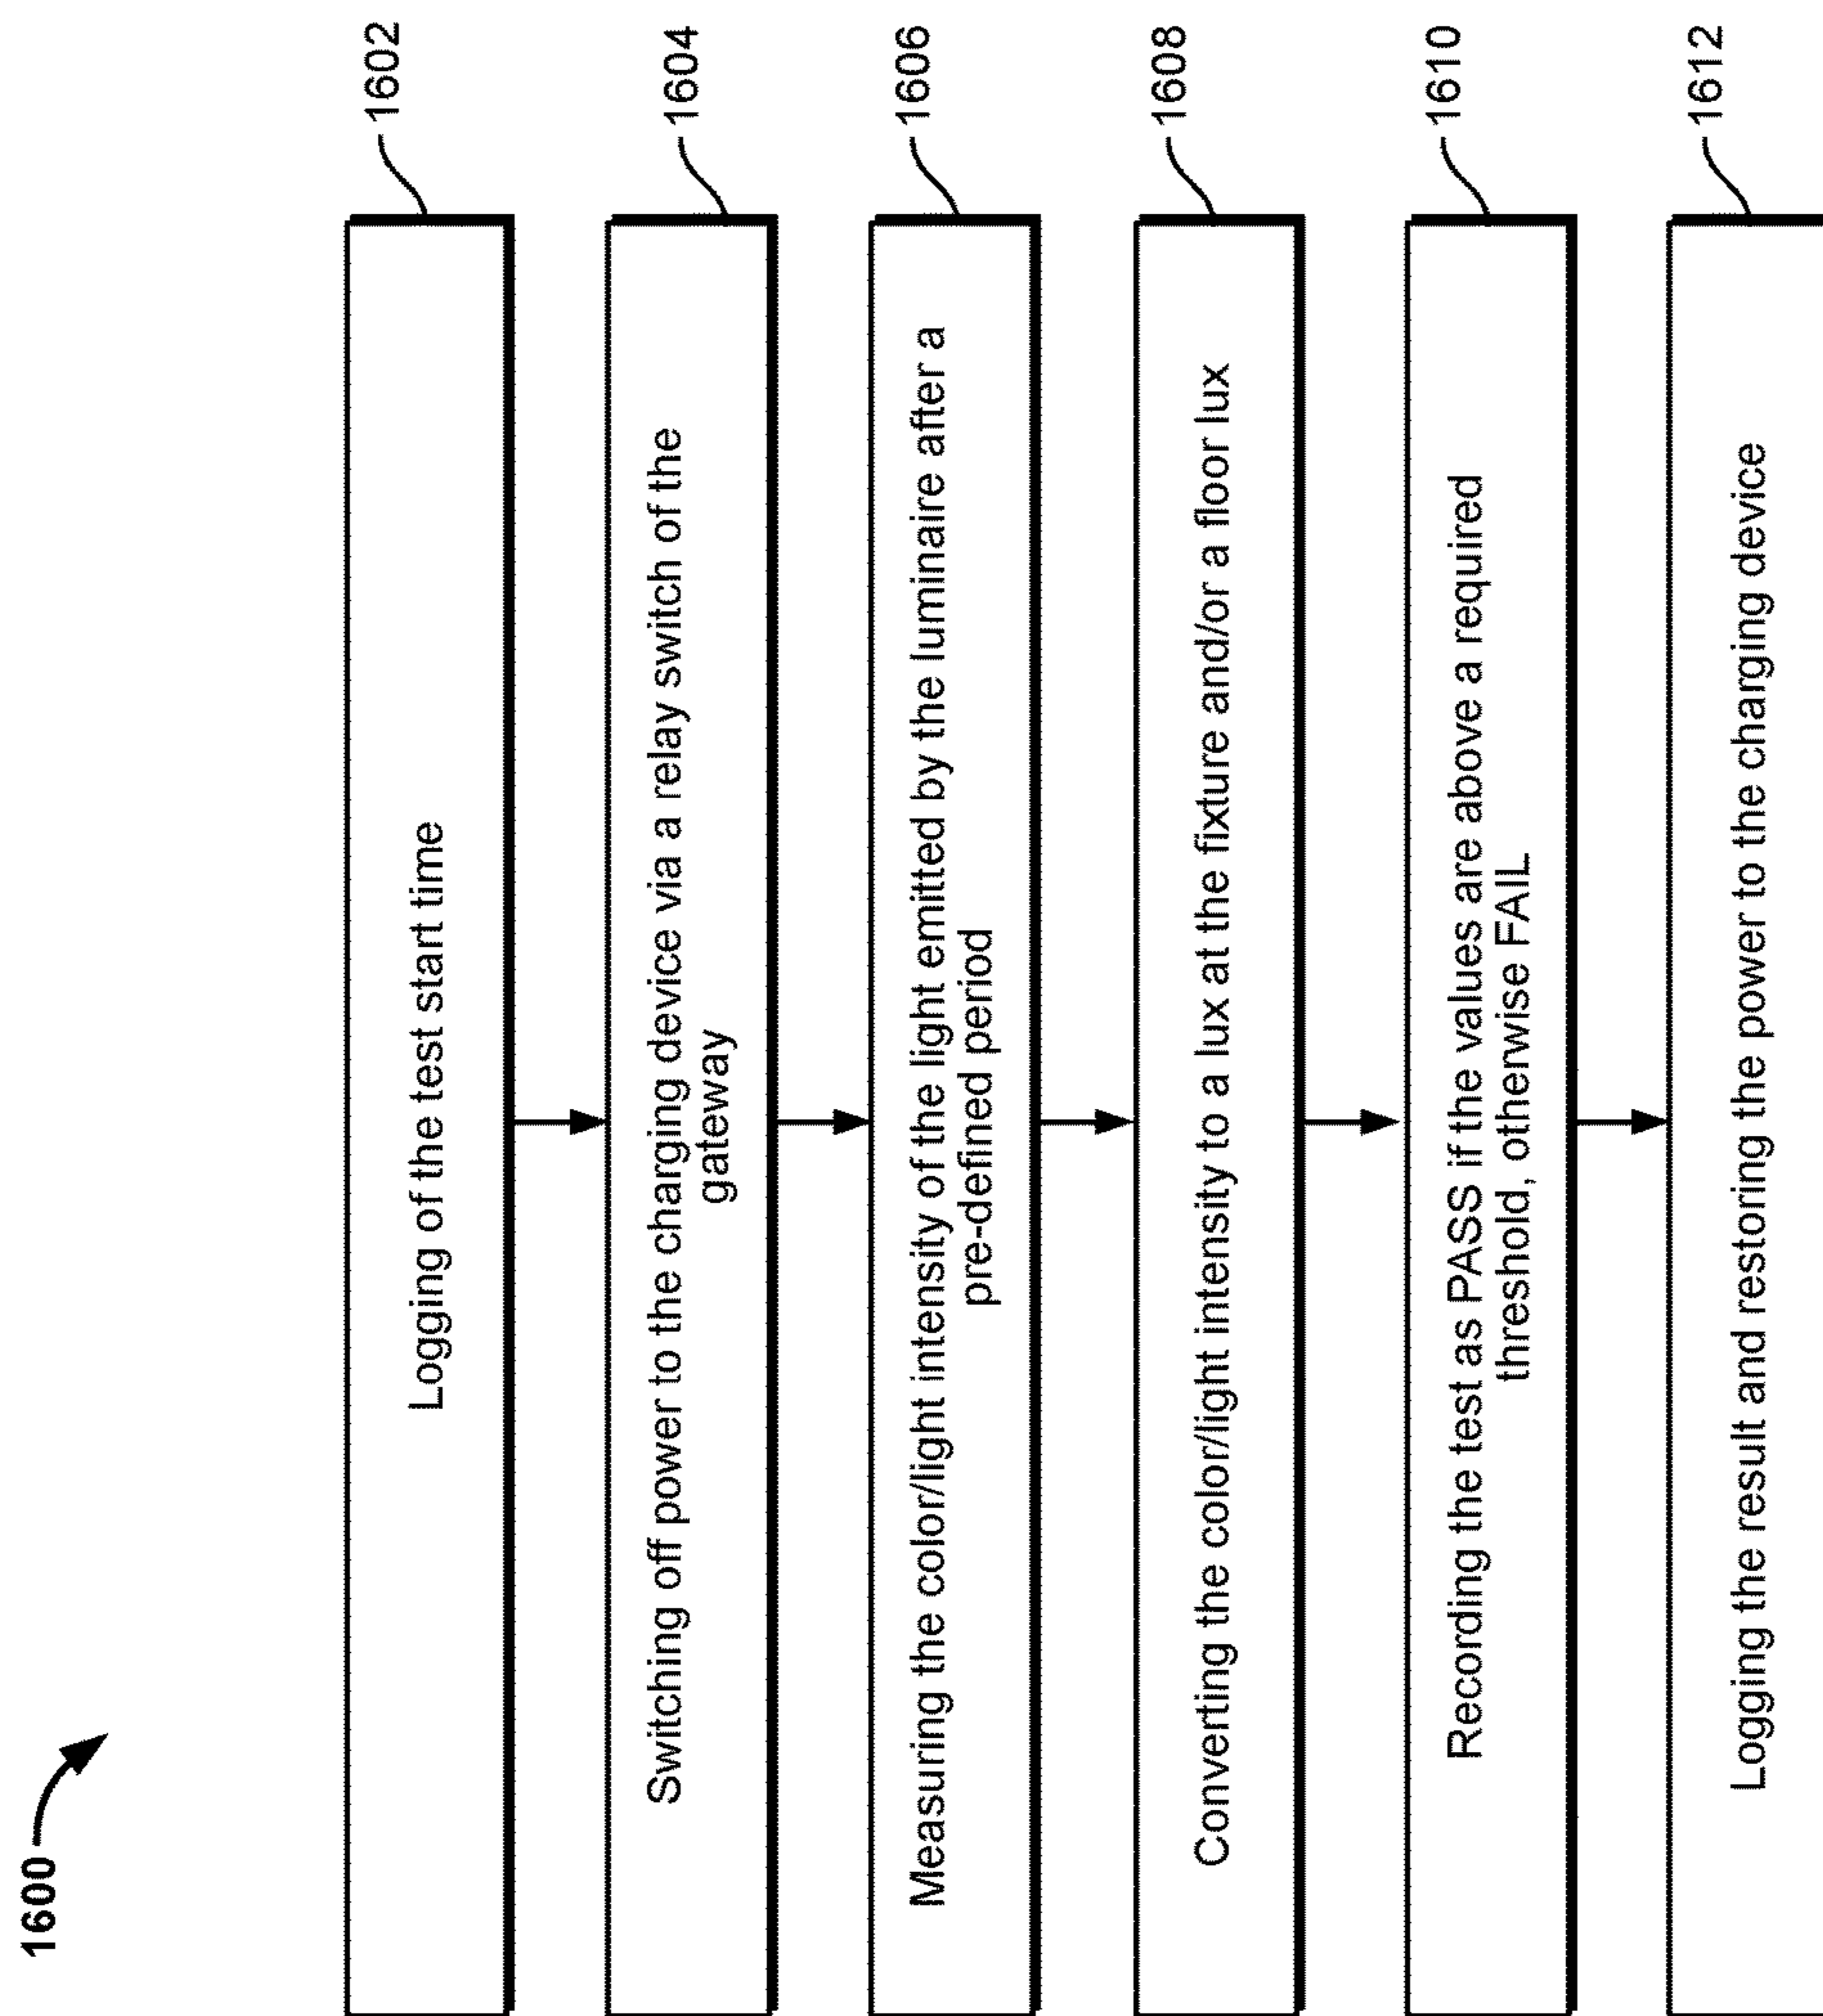 1600
Logging of the test start time
1602
Switching off power to the charging device via a relay switch of the
gateway
1604
Measuring the color/light intensity of the light emitted by the luminaire after a
pre-defined period
1606
Converting the color/light intensity to a lux at the fixture and/or a floor lux
1608
Recording the test as PASS if the values are above a required
threshold, otherwise FAIL
1610
Logging the result and restoring the power to the charging device
1612